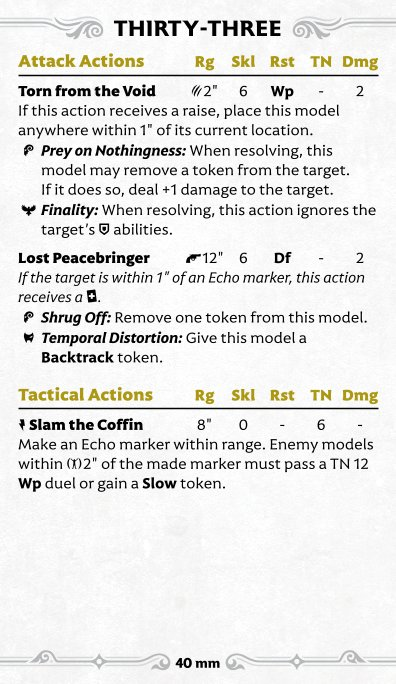 THIRTY-THREE
Attack Actions Rg Skl Rst TN Dmg
Torn from the Void 2" 6 Wp - 2
If this action receives a raise, place this model
anywhere within 1" of its current location.
Prey on Nothingness: When resolving, this
model may remove a token from the target.
If it does so, deal +1 damage to the target.
Finality: When resolving, this action ignores the
target's abilities.
Lost Peacebringer 12" 6 Df - 2
If the target is within 1" of an Echo marker, this action
receives a .
Shrug Off: Remove one token from this model.
Temporal Distortion: Give this model a
Backtrack token.
Tactical Actions Rg Skl Rst TN Dmg
Slam the Coffin 8" 0 - 6 -
Make an Echo marker within range. Enemy models
within 2" of the made marker must pass a TN 12
Wp duel or gain a Slow token.
40 mm